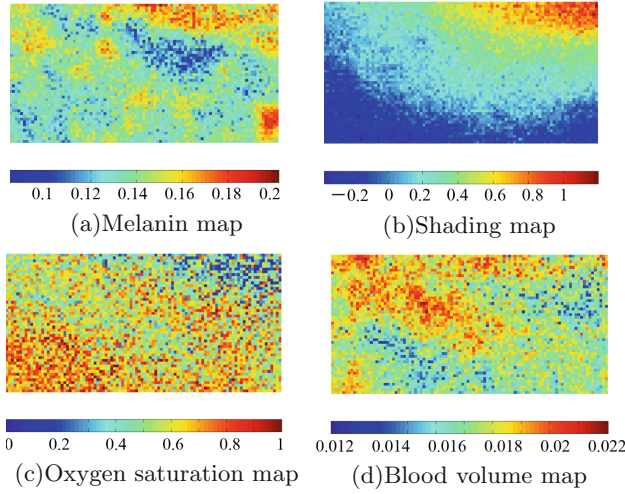 0.1 0.12 0.14 0.16 0.18 0.2
−0.2 0 0.2 0.4 0.6 0.8 1
(a)Melanin map
(b)Shading map
0 0.2 0.4 0.6 0.8 1
0.012 0.014 0.016 0.018 0.02 0.022
(c)Oxygen saturation map
(d)Blood volume map